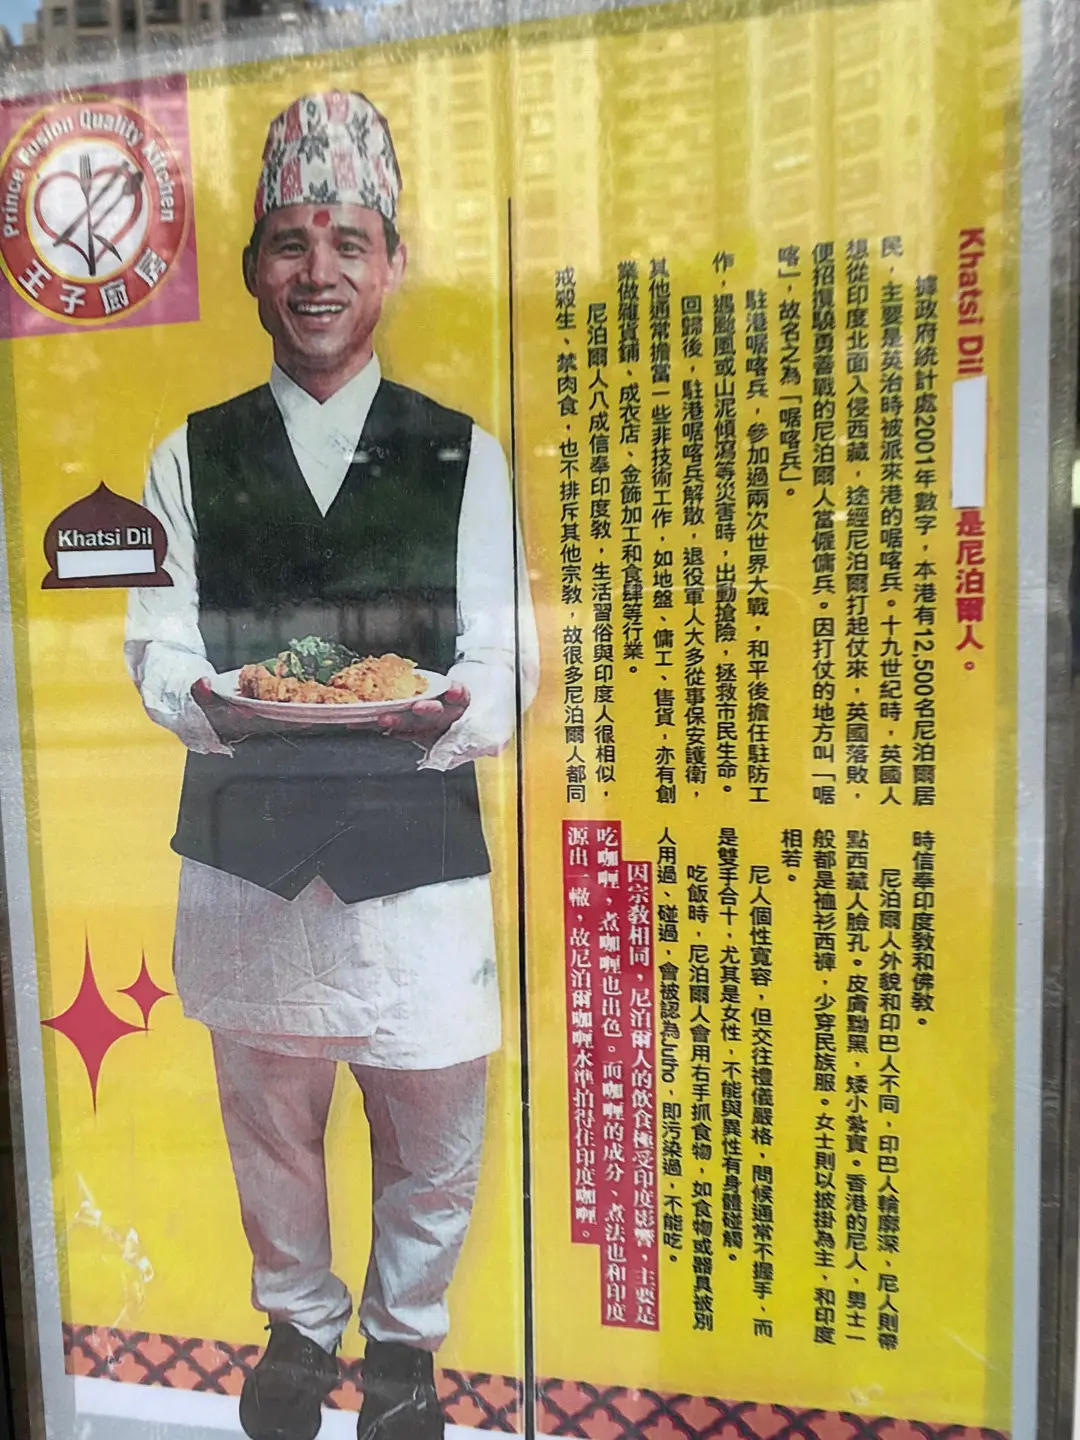 Prince Fusion Quality Kitchen
王子厨房
Khatsi Dil
Khatsi Dil 是尼泊爾人。
據政府統計處2001年數字，本港有12,500名尼泊爾居
民，主要是英治時被派來港的啹喀兵。十九世紀時，英國人
想從印度北面入侵西藏，途經尼泊爾打起仗來，英國落敗，
便招攬驍勇善戰的尼泊爾人當僱傭兵。因打仗的地方叫「啹
喀」，故名之為「啹喀兵」。
駐港啹喀兵，參加過兩次世界大戰，和平後擔任駐防工
作，遇颱風或山泥傾瀉等災害時，出動搶險，拯救市民生命。
回歸後，駐港啹喀兵解散，退役軍人大多從事保安護衛，
其他通常擔當一些非技術工作，如地盤、傭工、售貨，亦有創
業做雜貨鋪、成衣店、金飾加工和食肆等行業。
尼泊爾人八成信奉印度教，生活習俗與印度人很相似，
戒殺生、禁肉食，也不排斥其他宗教，故很多尼泊爾人都同
時信奉印度教和佛教。
尼泊爾人外貌和印巴人不同，印巴人輪廓深，尼人則帶
點西藏人臉孔。皮膚黝黑，矮小紮實。香港的尼人，男士一
般都是襯衫西褲，少穿民族服。女士則以披掛為主，和印度
相若。
尼人個性寬容，但交往禮儀嚴格，問候通常不握手，而
是雙手合十，尤其是女性，不能與異性有身體碰觸。
吃飯時，尼泊爾人會用右手抓食物，如食物或器具被別
人用過、碰過，會被認為Jutho，即污染過，不能吃。
因宗教相同，尼泊爾人的飲食極受印度影響，主要是
吃咖喱，煮咖喱也出色。而咖喱的成分、煮法也和印度
源出一轍，故尼泊爾咖喱水準拍得住印度咖喱。